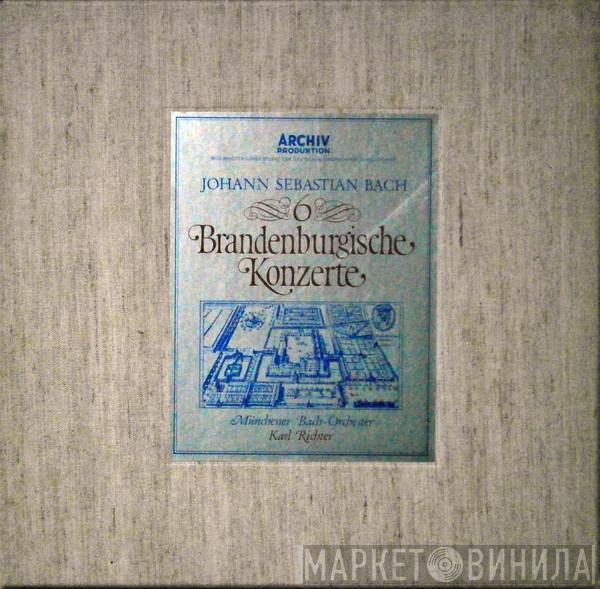 ARCHIV
PRODUKTION
JOHANN SEBASTIAN BACH
6
Brandenburgische
Konzerte
Münchener Bach-Orchester
Karl Richter
МАРКЕТ ВИНИЛА